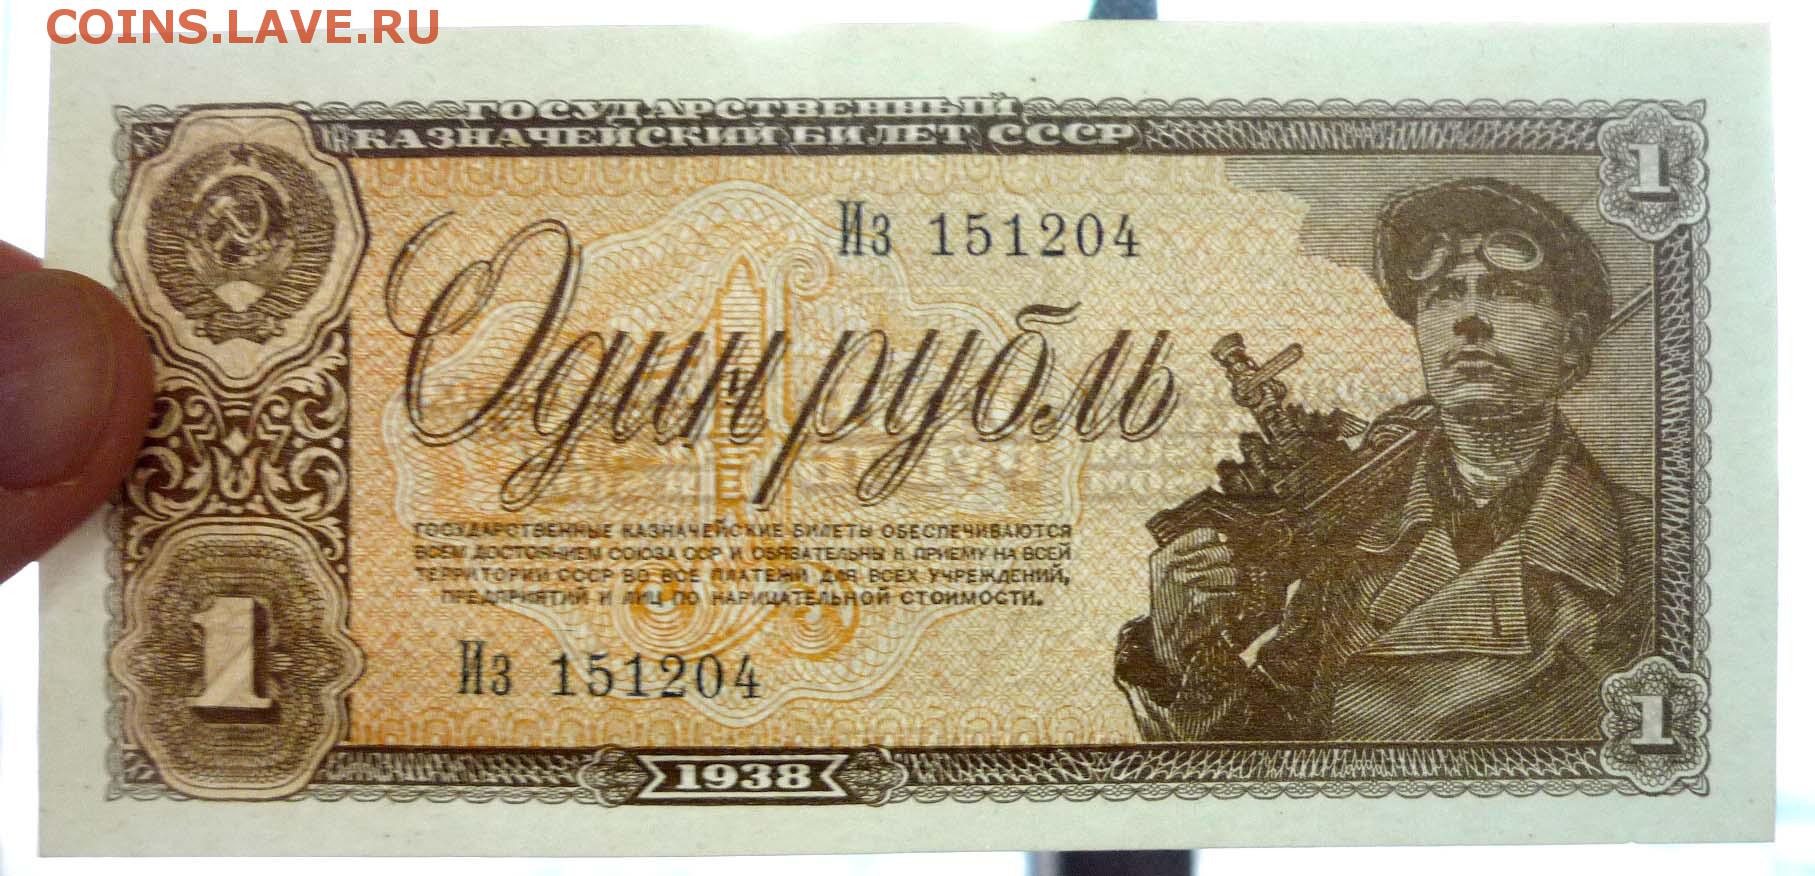 COINS.LAVE.RU
ГОСУДАРСТВЕННЫЙ
КАЗНАЧЕЙСКИЙ БИЛЕТ СССР
1
Из 151204
Один рубль
ГОСУДАРСТВЕННЫЕ КАЗНАЧЕЙСКИЕ БИЛЕТЫ ОБЕСПЕЧИВАЮТСЯ
ВСЕМ ДОСТОЯНИЕМ СОЮЗА ССР И ОБЯЗАТЕЛЬНЫ К ПРИЕМУ НА ВСЕЙ
ТЕРРИТОРИИ СССР ВО ВСЕ ПЛАТЕЖИ ДЛЯ ВСЕХ УЧРЕЖДЕНИЙ,
ПРЕДПРИЯТИЙ И ЛИЦ ПО НАРИЦАТЕЛЬНОЙ СТОИМОСТИ.
1
Из 151204
1
1938